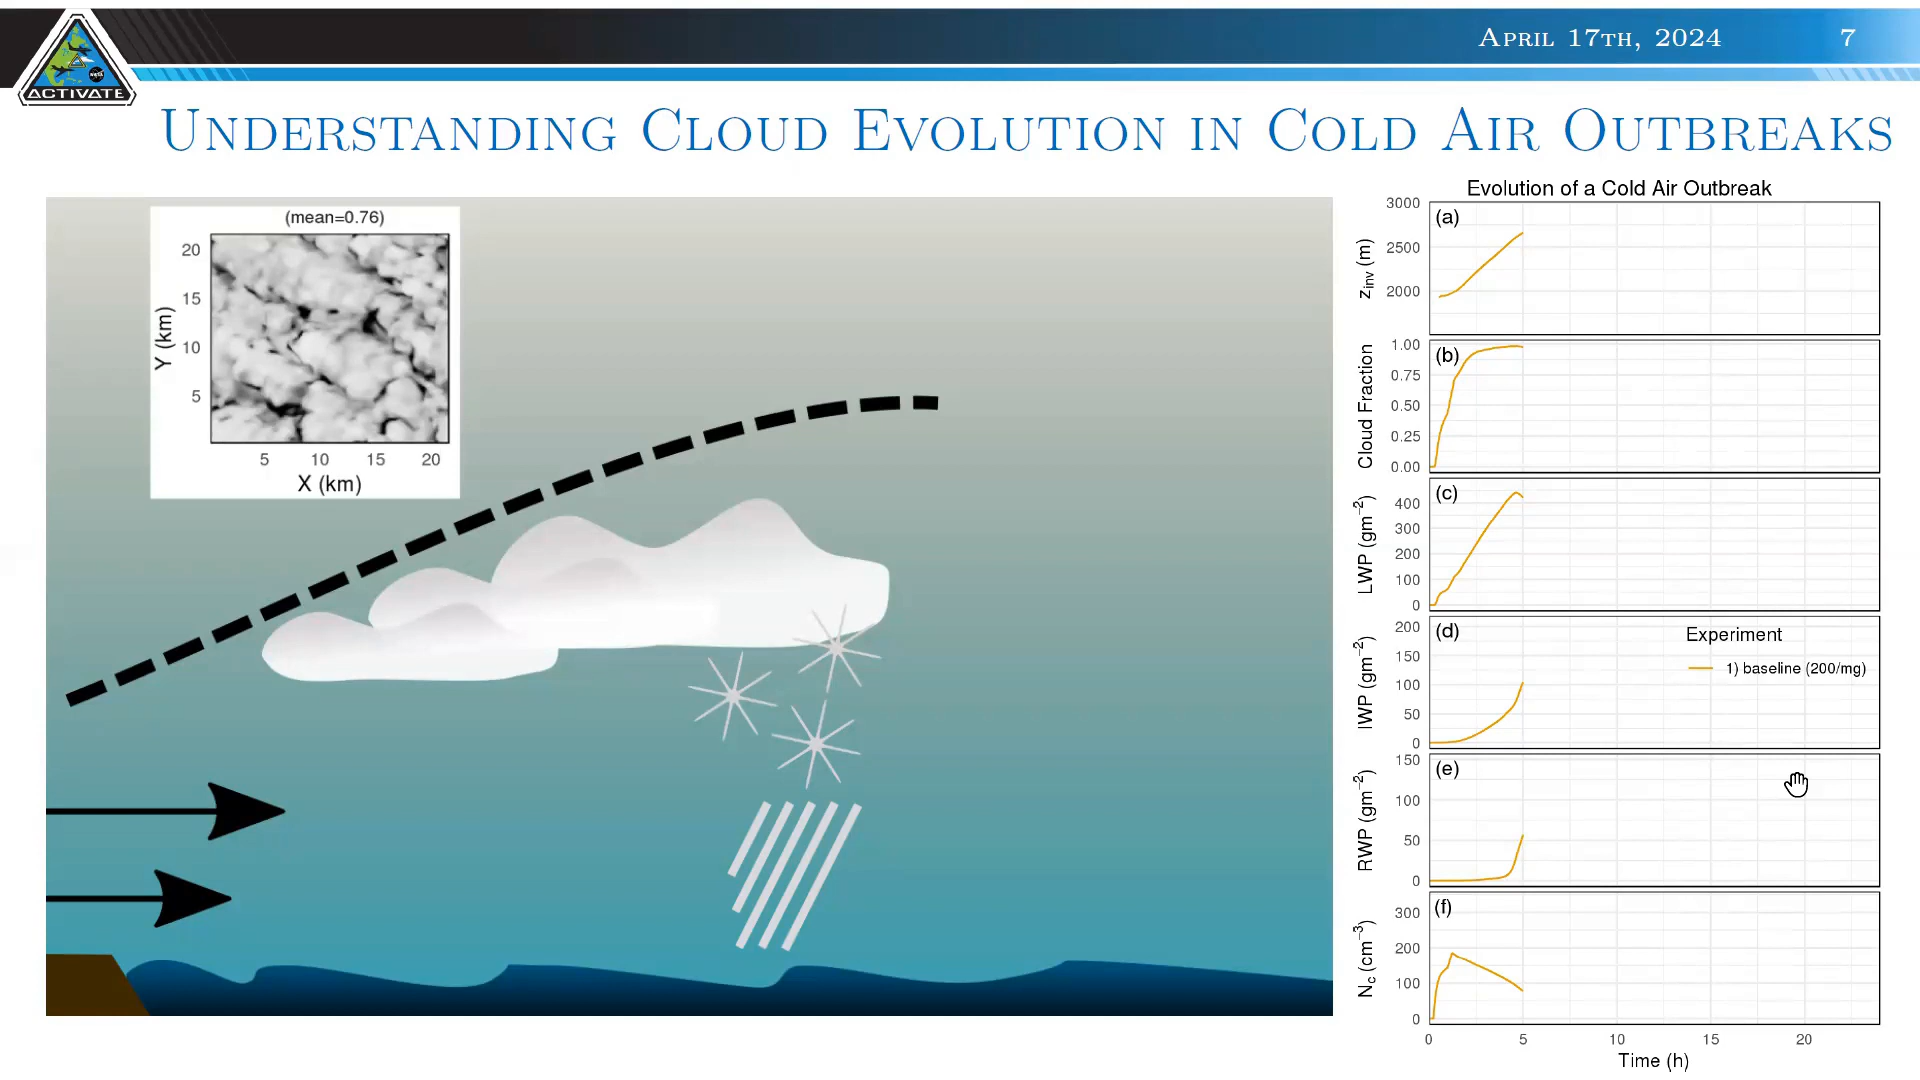 APRIL 17TH, 2024 7
ACTIVATE
UNDERSTANDING CLOUD EVOLUTION IN COLD AIR OUTBREAKS
(mean=0.76)
20
15
10
5
Y (km)
5 10 15 20
X (km)
Evolution of a Cold Air Outbreak
(a)
3000
2500
2000
z_inv (m)
(b)
1.00
0.75
0.50
0.25
0.00
Cloud Fraction
(c)
400
300
200
100
0
LWP (gm⁻²)
(d)
200
150
100
50
0
IWP (gm⁻²)
Experiment
1) baseline (200/mg)
(e)
150
100
50
0
RWP (gm⁻²)
(f)
300
200
100
0
N_c (cm⁻³)
0 5 10 15 20
Time (h)